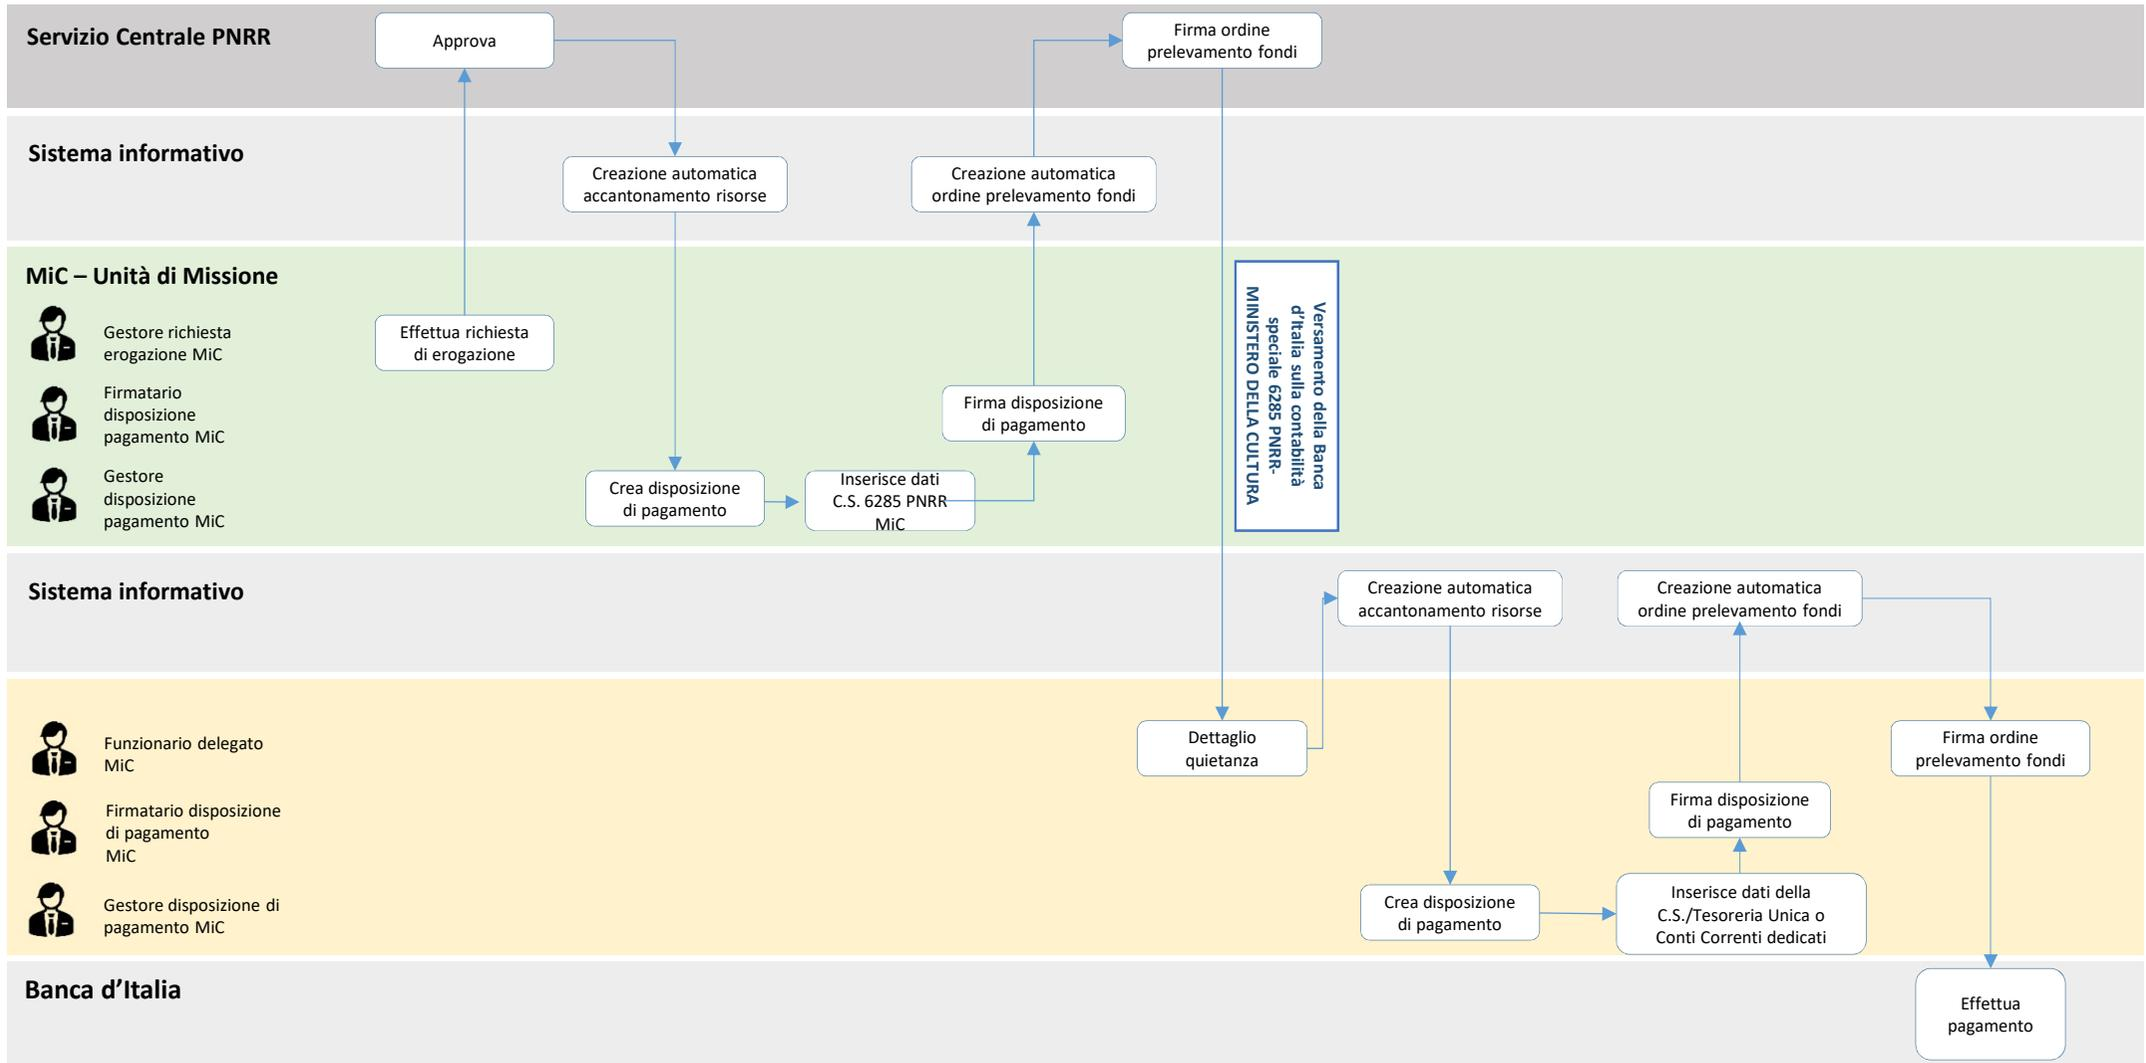 Servizio Centrale PNRR
Approva
Firma ordine
prelevamento fondi
Sistema informativo
Creazione automatica
accantonamento risorse
Creazione automatica
ordine prelevamento fondi
MiC – Unità di Missione
Gestore richiesta
erogazione MiC
Effettua richiesta
di erogazione
Firmatario
disposizione
pagamento MiC
Firma disposizione
di pagamento
Gestore
disposizione
pagamento MiC
Crea disposizione
di pagamento
Inserisce dati
C.S. 6285 PNRR
MiC
Versamento della Banca
d’Italia sulla contabilità
speciale 6285 PNRR-
MINISTERO DELLA CULTURA
Sistema informativo
Creazione automatica
accantonamento risorse
Creazione automatica
ordine prelevamento fondi
Funzionario delegato
MiC
Dettaglio
quietanza
Firma ordine
prelevamento fondi
Firmatario disposizione
di pagamento
MiC
Firma disposizione
di pagamento
Gestore disposizione di
pagamento MiC
Crea disposizione
di pagamento
Inserisce dati della
C.S./Tesoreria Unica o
Conti Correnti dedicati
Banca d’Italia
Effettua
pagamento